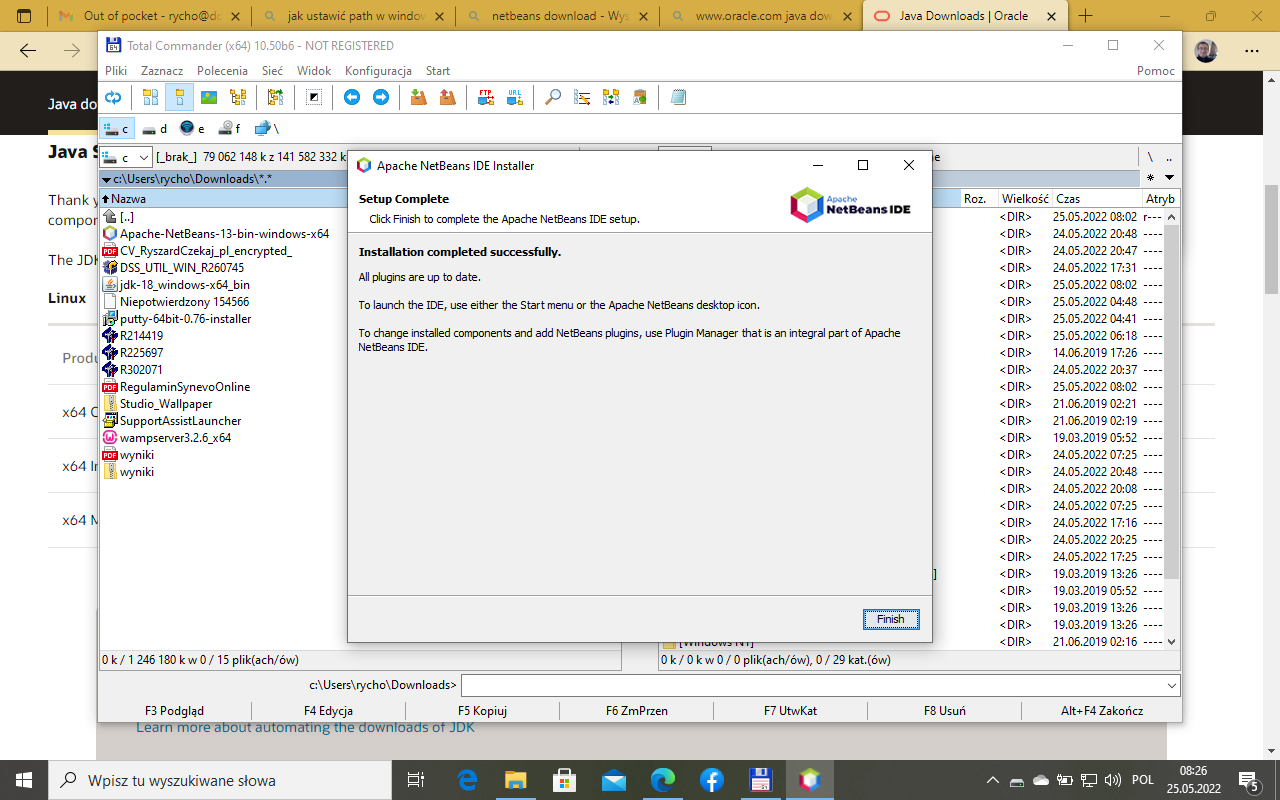 Out of pocket - rycho@do
jak ustawić path w window
netbeans download - Wys
www.oracle.com java dow
Java Downloads | Oracle
Total Commander (x64) 10.50b6 - NOT REGISTERED
Pliki Zaznacz Polecenia Sieć Widok Konfiguracja Start Pomoc
FTP URL
Java do
c d e f \
Java S
c [_brak_] 79 062 148 k z 141 582 332 k
\ ..
c:\Users\rycho\Downloads\*.*
* 
Nazwa
Roz. Wielkość Czas Atryb
[..]
Apache-NetBeans-13-bin-windows-x64
CV_RyszardCzekaj_pl_encrypted_
DSS_UTIL_WIN_R260745
jdk-18_windows-x64_bin
Niepotwierdzony 154566
putty-64bit-0.76-installer
R214419
R225697
R302071
RegulaminSynevoOnline
Studio_Wallpaper
SupportAssistLauncher
wampserver3.2.6_x64
wyniki
wyniki
Thank y
compor
The JDK
Linux
Produ
x64 C
x64 In
x64 M
Apache NetBeans IDE Installer
Setup Complete
Click Finish to complete the Apache NetBeans IDE setup.
Apache
NetBeans IDE
Installation completed successfully.
All plugins are up to date.
To launch the IDE, use either the Start menu or the Apache NetBeans desktop icon.
To change installed components and add NetBeans plugins, use Plugin Manager that is an integral part of Apache
NetBeans IDE.
Finish
<DIR> 25.05.2022 08:02 r---
<DIR> 24.05.2022 20:48 ----
<DIR> 24.05.2022 20:47 ----
<DIR> 24.05.2022 17:31 ----
<DIR> 25.05.2022 08:02 ----
<DIR> 25.05.2022 04:48 ----
<DIR> 25.05.2022 04:41 ----
<DIR> 25.05.2022 06:18 ----
<DIR> 14.06.2019 17:26 ----
<DIR> 24.05.2022 20:37 ----
<DIR> 25.05.2022 08:02 ----
<DIR> 21.06.2019 02:21 ----
<DIR> 21.06.2019 02:19 ----
<DIR> 19.03.2019 05:52 ----
<DIR> 24.05.2022 07:25 ----
<DIR> 24.05.2022 20:48 ----
<DIR> 24.05.2022 20:08 ----
<DIR> 24.05.2022 07:25 ----
<DIR> 24.05.2022 17:16 ----
<DIR> 24.05.2022 20:25 ----
<DIR> 24.05.2022 17:25 ----
] <DIR> 19.03.2019 13:26 ----
<DIR> 19.03.2019 05:52 ----
<DIR> 19.03.2019 13:26 ----
<DIR> 19.03.2019 13:26 ----
[Windows NT] <DIR> 21.06.2019 02:16 ----
0 k / 1 246 180 k w 0 / 15 plik(ach/ów)
0 k / 0 k w 0 / 0 plik(ach/ów), 0 / 29 kat.(ów)
c:\Users\rycho\Downloads>
F3 Podgląd F4 Edycja F5 Kopiuj F6 ZmPrzen F7 UtwKat F8 Usuń Alt+F4 Zakończ
Learn more about automating the downloads of JDK
Wpisz tu wyszukiwane słowa
POL
08:26
25.05.2022
5